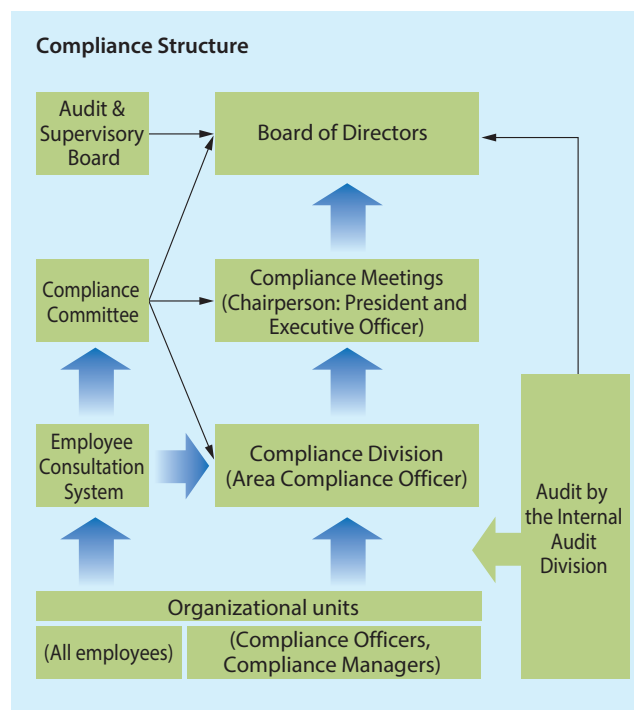 Compliance Structure
Audit &
Supervisory
Board
Board of Directors
Compliance
Committee
Compliance Meetings
(Chairperson: President and
Executive Officer)
Employee
Consultation
System
Compliance Division
(Area Compliance Officer)
Audit by
the Internal
Audit
Division
Organizational units
(All employees)
(Compliance Officers,
Compliance Managers)